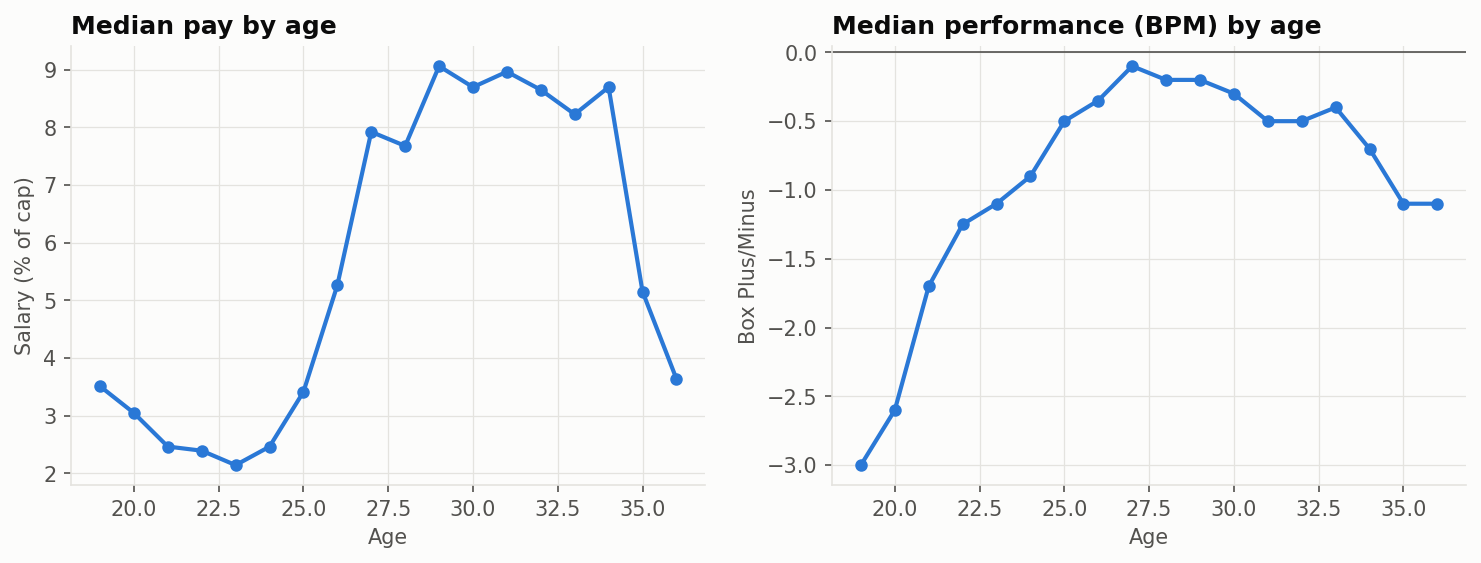 Median pay by age
Salary (% of cap)
9
8
7
6
5
4
3
2
20.0 22.5 25.0 27.5 30.0 32.5 35.0
Age
Median performance (BPM) by age
Box Plus/Minus
0.0
−0.5
−1.0
−1.5
−2.0
−2.5
−3.0
20.0 22.5 25.0 27.5 30.0 32.5 35.0
Age